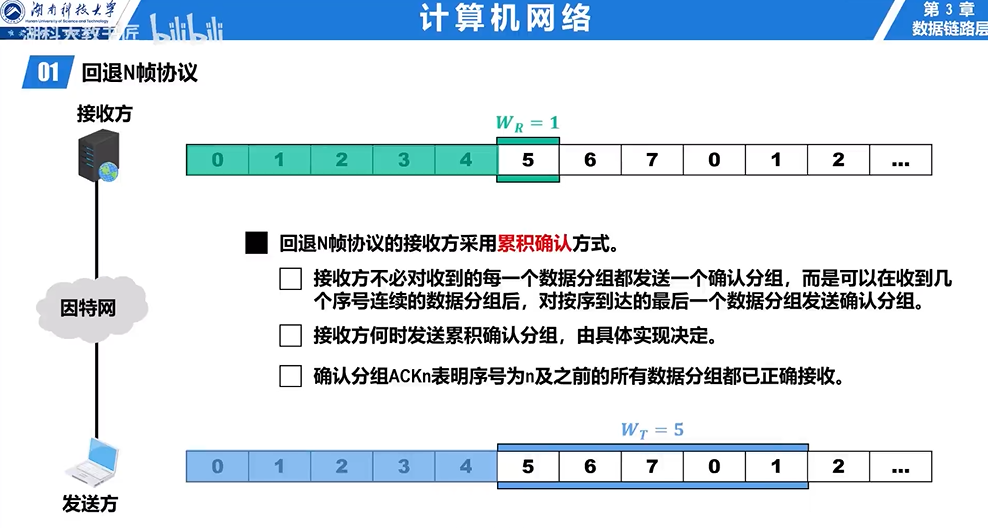 湖南科技大学
Hunan University of Science and Technology
计算机网络
第 3 章
数据链路层
湖科大教书匠 bilibili
01 回退N帧协议
接收方
W_R = 1
0 1 2 3 4 5 6 7 0 1 2 ...
回退N帧协议的接收方采用累积确认方式。
接收方不必对收到的每一个数据分组都发送一个确认分组，而是可以在收到几
个序号连续的数据分组后，对按序到达的最后一个数据分组发送确认分组。
因特网
接收方何时发送累积确认分组，由具体实现决定。
确认分组ACKn表明序号为n及之前的所有数据分组都已正确接收。
W_T = 5
0 1 2 3 4 5 6 7 0 1 2 ...
发送方